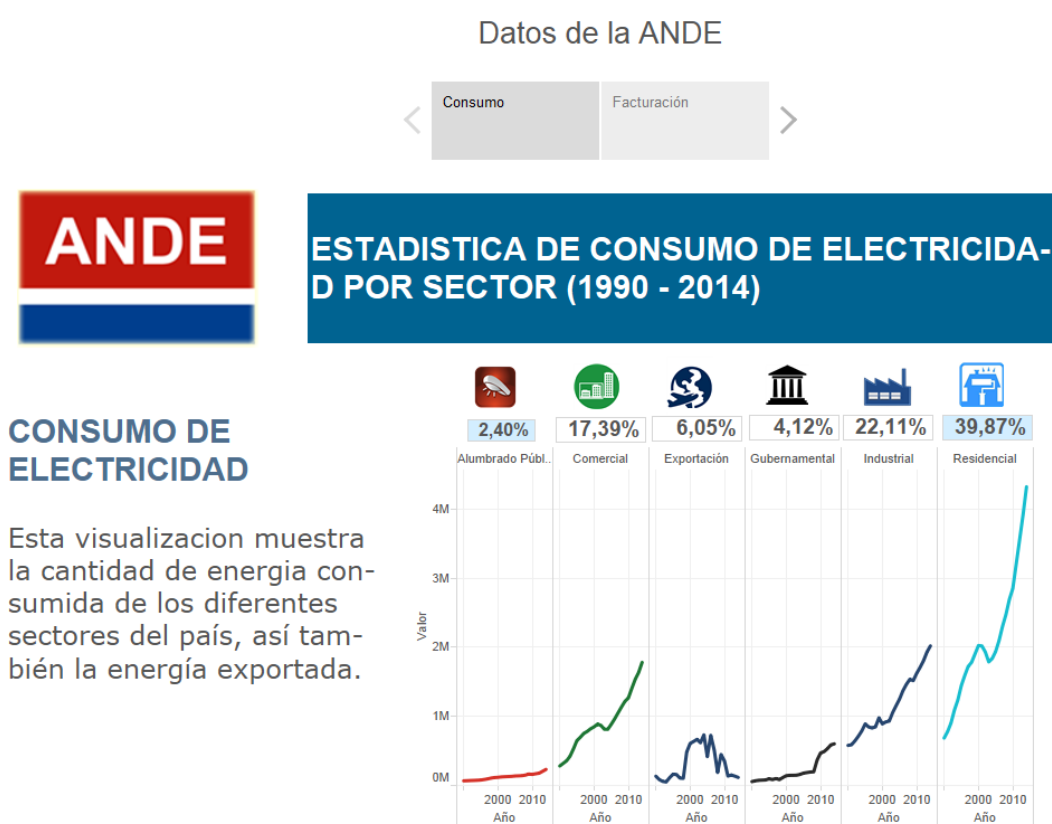 Datos de la ANDE
Consumo
Facturación
ANDE
ESTADISTICA DE CONSUMO DE ELECTRICIDA-
D POR SECTOR (1990 - 2014)
CONSUMO DE
ELECTRICIDAD
Esta visualizacion muestra
la cantidad de energia con-
sumida de los diferentes
sectores del país, así tam-
bién la energía exportada.
2,40% 17,39% 6,05% 4,12% 22,11% 39,87%
Alumbrado Públ.. Comercial Exportación Gubernamental Industrial Residencial
4M
3M
2M
1M
0M
Valor
2000 2010 2000 2010 2000 2010 2000 2010 2000 2010 2000 2010
Año Año Año Año Año Año